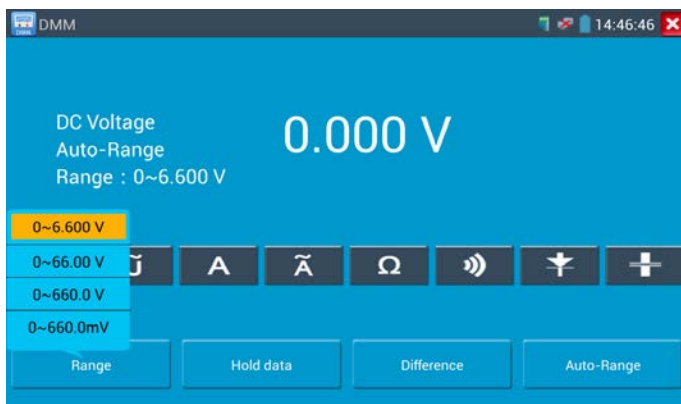 DMM
14:46:46
DC Voltage
0.000 V
Auto-Range
Range : 0~6.600 V
0~6.600 V
0~66.00 V
A
Ã
Ω
0~660.0 V
0~660.0mV
Range
Hold data
Difference
Auto-Range